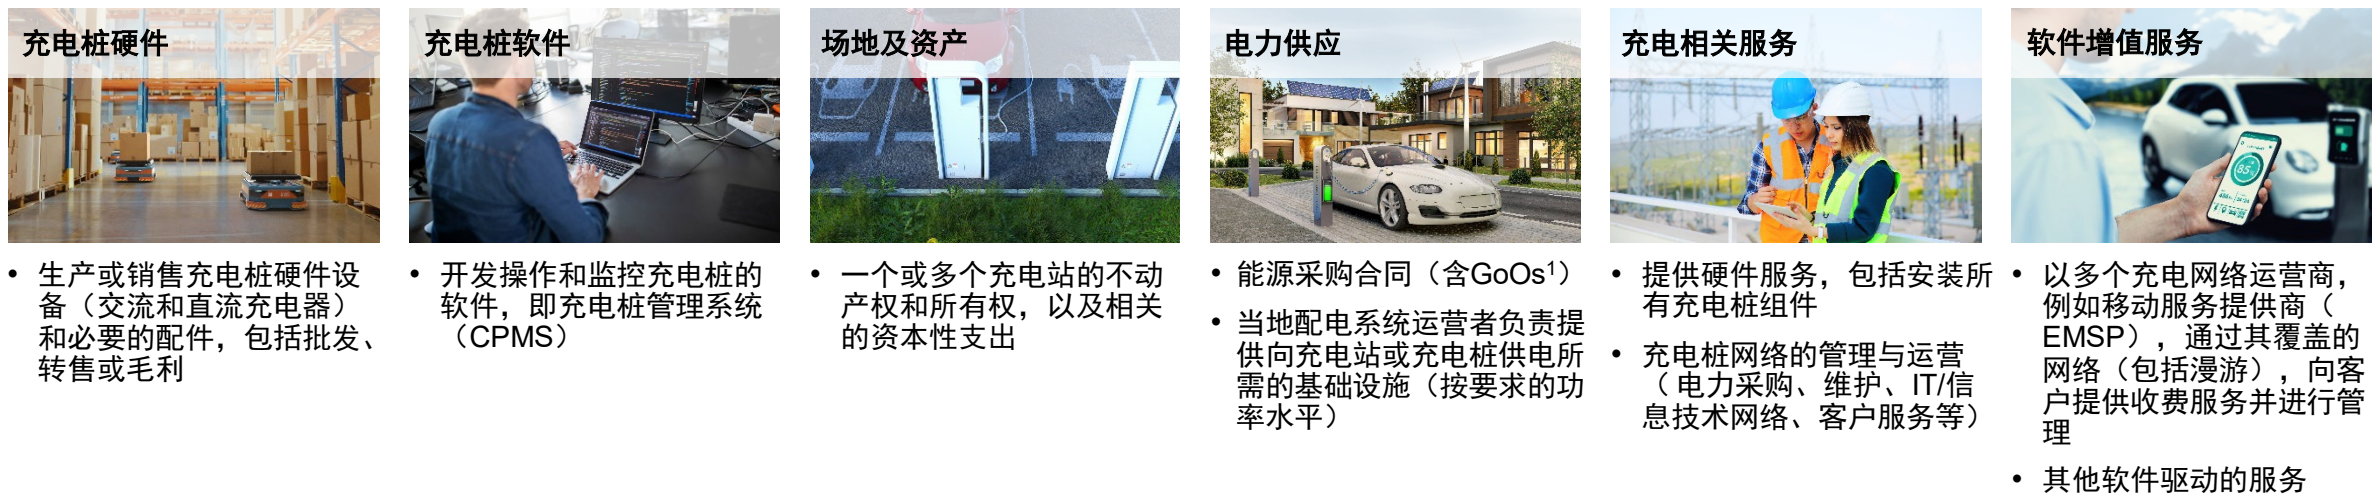 充电桩硬件
• 生产或销售充电桩硬件设
备（交流和直流充电器）
和必要的配件，包括批发、
转售或毛利
充电桩软件
• 开发操作和监控充电桩的
软件，即充电桩管理系统
（CPMS）
场地及资产
• 一个或多个充电站的不动
产权和所有权，以及相关
的资本性支出
电力供应
• 能源采购合同（含GoOs¹）
• 当地配电系统运营者负责提
供向充电站或充电桩供电所
需的基础设施（按要求的功
率水平）
充电相关服务
• 提供硬件服务，包括安装所
有充电桩组件
• 充电桩网络的管理与运营
（ 电力采购、维护、IT/信
息技术网络、客户服务等）
软件增值服务
85
• 以多个充电网络运营商，
例如移动服务提供商（
EMSP），通过其覆盖的
网络（包括漫游），向客
户提供收费服务并进行管
理
• 其他软件驱动的服务